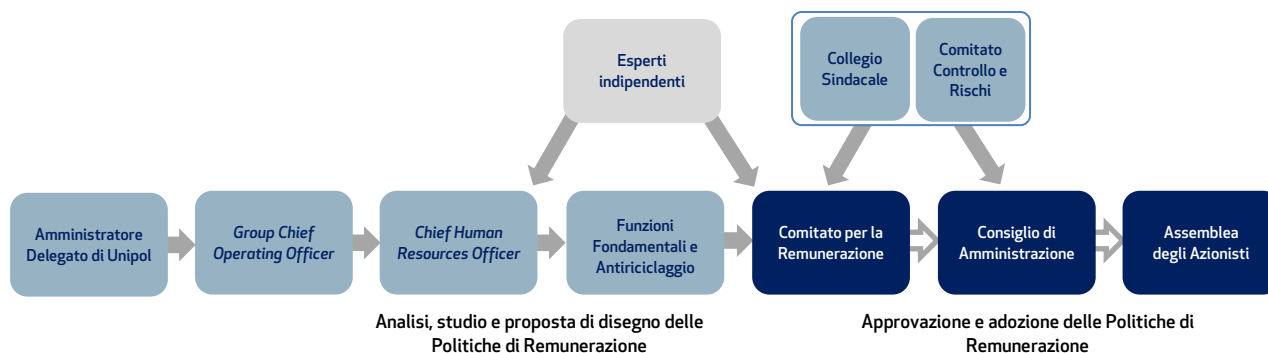 Esperti
indipendenti
Collegio
Sindacale
Comitato
Controllo e
Rischi
Amministratore
Delegato di Unipol
Group Chief
Operating Officer
Chief Human
Resources Officer
Funzioni
Fondamentali e
Antiriciclaggio
Comitato per la
Remunerazione
Consiglio di
Amministrazione
Assemblea
degli Azionisti
Analisi, studio e proposta di disegno delle
Politiche di Remunerazione
Approvazione e adozione delle Politiche di
Remunerazione